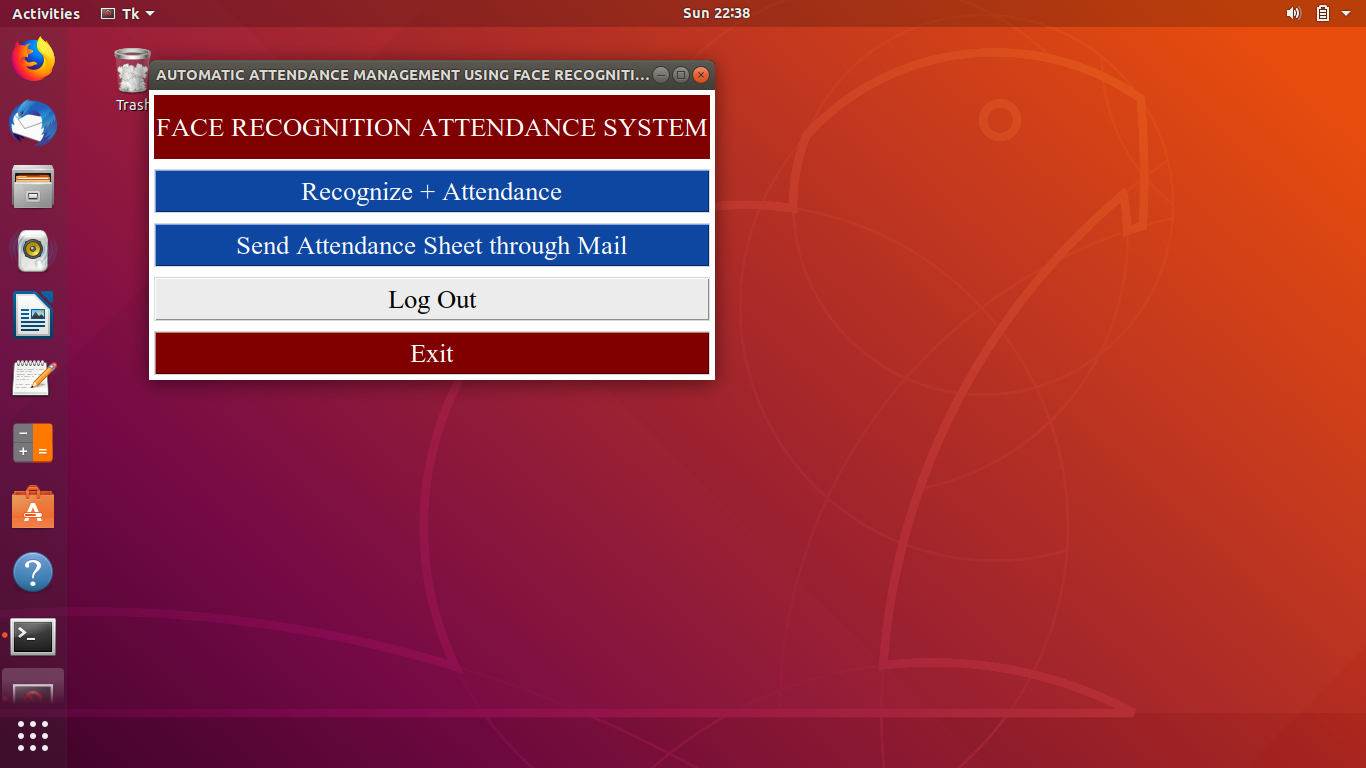 Activities Tk Sun 22:38
Trash
AUTOMATIC ATTENDANCE MANAGEMENT USING FACE RECOGNITI...
FACE RECOGNITION ATTENDANCE SYSTEM
Recognize + Attendance
Send Attendance Sheet through Mail
Log Out
Exit